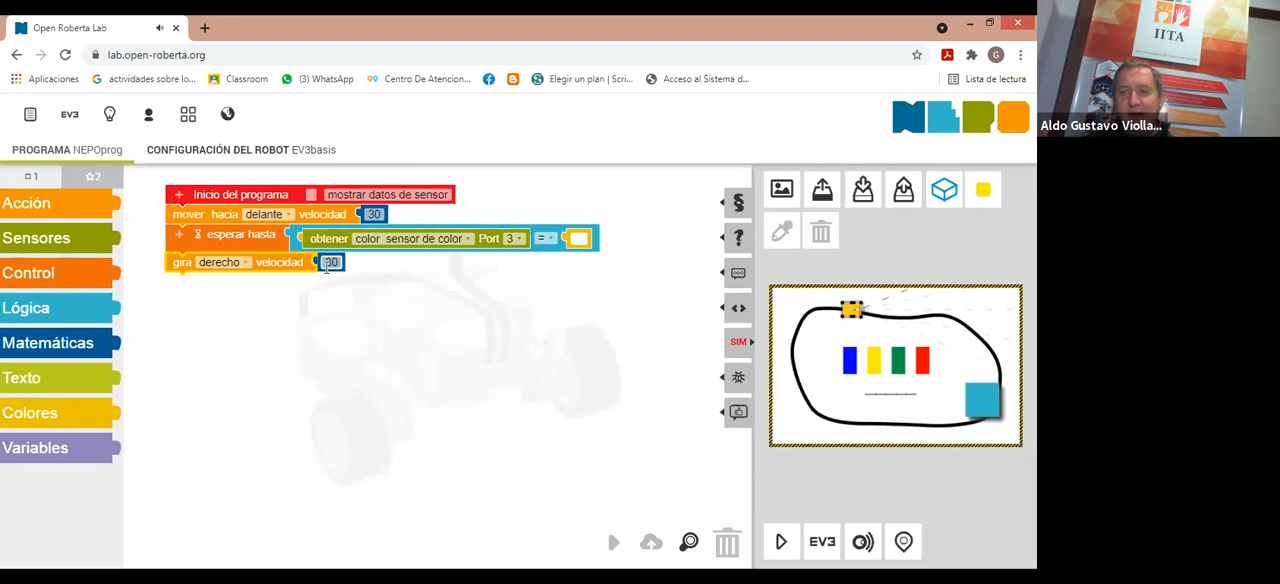 Open Roberta Lab
lab.open-roberta.org
Aplicaciones
actividades sobre lo...
Classroom
(3) WhatsApp
Centro De Atencion...
Elegir un plan | Scri...
Acceso al Sistema d...
Lista de lectura
G
EV3
PROGRAMA NEPOprog
CONFIGURACIÓN DEL ROBOT EV3basis
1
2
Acción
Sensores
Control
Lógica
Matemáticas
Texto
Colores
Variables
+ Inicio del programa mostrar datos de sensor
mover hacia delante velocidad 30
+ esperar hasta obtener color sensor de color Port 3 =
gira derecho velocidad 30
§
?
SIM
EV3
IITA
Aldo Gustavo Violla...